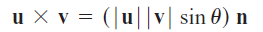 u × v = (|u||v| sin θ) n